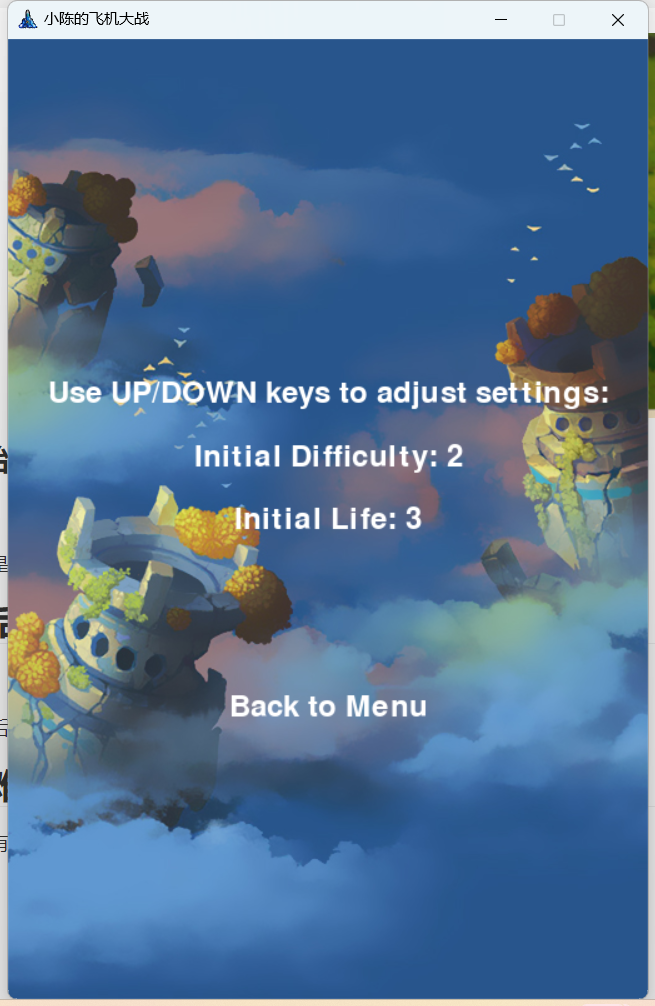 小陈的飞机大战
Use UP/DOWN keys to adjust settings:
Initial Difficulty: 2
Initial Life: 3
Back to Menu